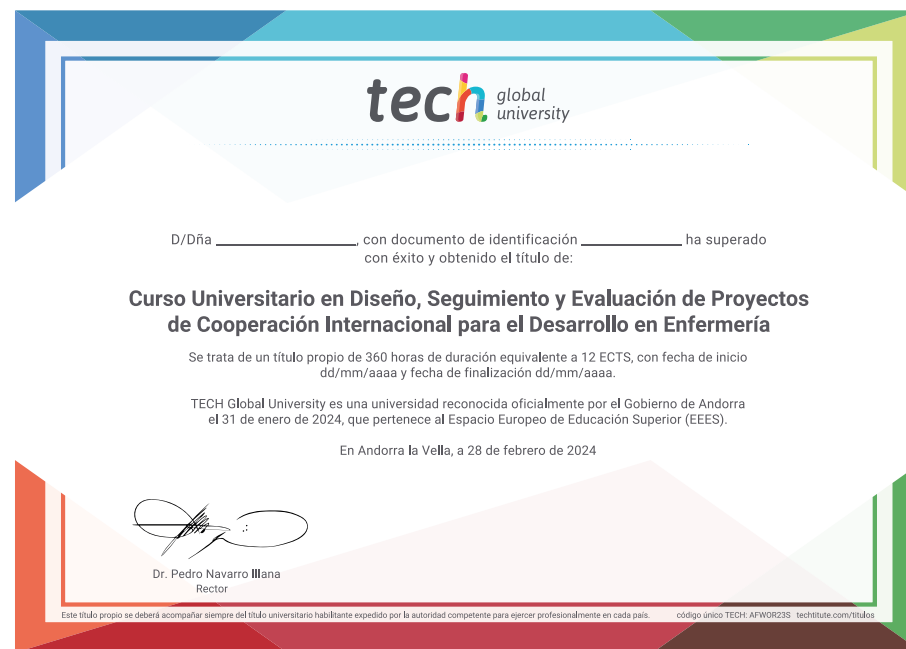 tech global university
D/Dña ____________, con documento de identificación ____________ ha superado
con éxito y obtenido el título de:
Curso Universitario en Diseño, Seguimiento y Evaluación de Proyectos
de Cooperación Internacional para el Desarrollo en Enfermería
Se trata de un título propio de 360 horas de duración equivalente a 12 ECTS, con fecha de inicio
dd/mm/aaaa y fecha de finalización dd/mm/aaaa.
TECH Global University es una universidad reconocida oficialmente por el Gobierno de Andorra
el 31 de enero de 2024, que pertenece al Espacio Europeo de Educación Superior (EEES).
En Andorra la Vella, a 28 de febrero de 2024
Dr. Pedro Navarro Illana
Rector
Este título propio se deberá acompañar siempre del título universitario habilitante expedido por la autoridad competente para ejercer profesionalmente en cada país. código único TECH: AFWOR23S techtitute.com/titulos